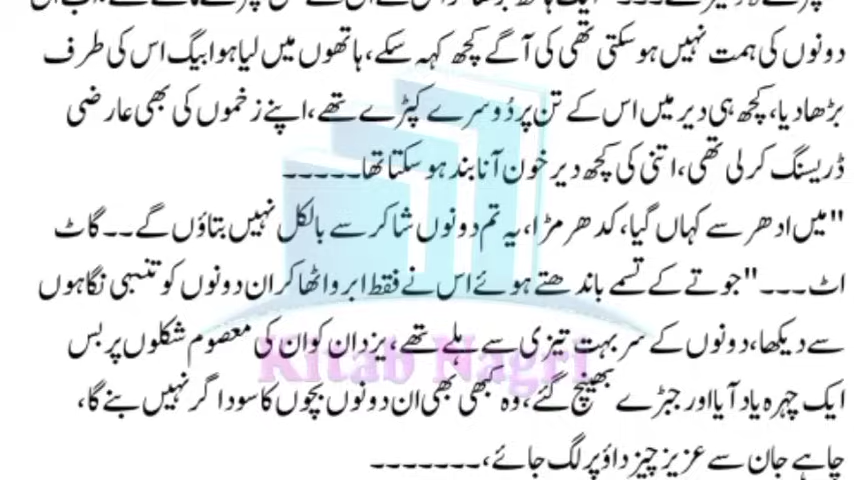 دونوں کی ہمت نہیں ہو سکتی تھی کی آگے کچھ کہہ سکے، ہاتھوں میں لیا ہوا بیگ اس کی طرف
بڑھا دیا، کچھ ہی دیر میں اس کے تن پر دُوسرے کپڑے تھے، اپنے زخموں کی بھی عارضی
ڈریسنگ کر لی تھی، اتنی کی کچھ دیر خون آنا بند ہو سکتا تھا۔۔۔۔۔
"میں ادھر سے کہاں گیا، کدھر مڑا، یہ تم دونوں شاکر سے بالکل نہیں بتاؤں گے۔۔ گاٹ
اٹ۔۔۔" جوتے کے تسمے باندھتے ہوئے اس نے فقط ابرو اٹھا کر ان دونوں کو تنبہی نگاہوں
سے دیکھا، دونوں کے سر بہت تیزی سے ہلے تھے، یزدان کو ان کی معصوم شکلوں پر بس
ایک چہرہ یاد آیا اور جبڑے بھینچ گئے، وہ کبھی بھی ان دونوں بچوں کا سوداگر نہیں بنے گا،
چاہے جان سے عزیز چیز داؤ پر لگ جائے،۔۔۔۔۔۔۔
Kitab Nagri